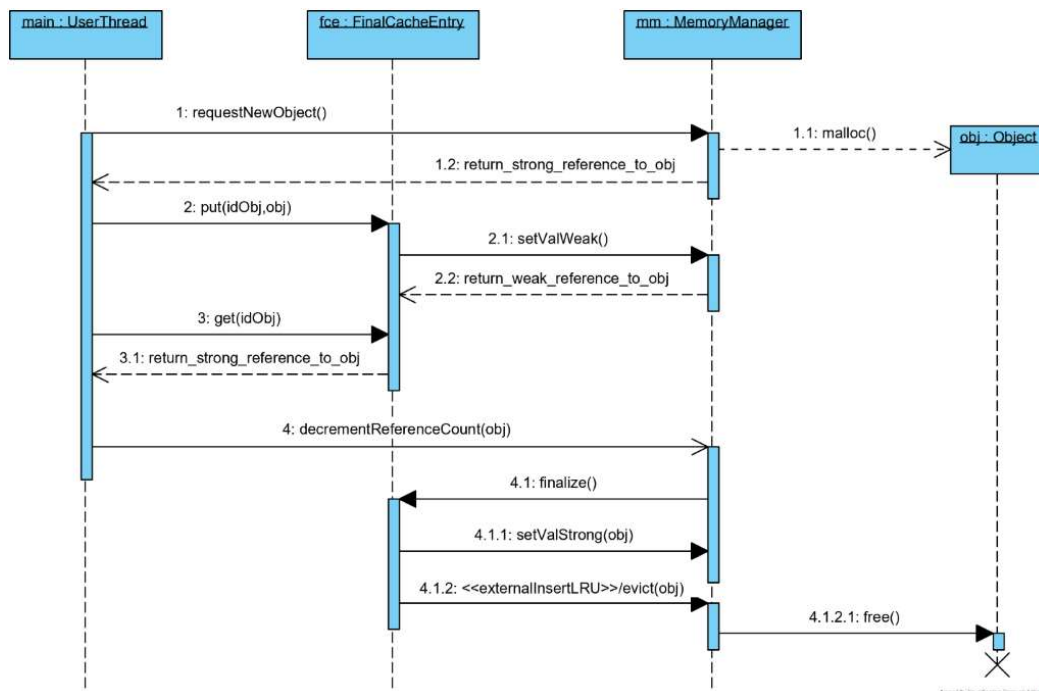 main : UserThread
fce : FinalCacheEntry
mm : MemoryManager
1: requestNewObject()
1.1: malloc()
obj : Object
1.2: return_strong_reference_to_obj
2: put(idObj,obj)
2.1: setValWeak()
2.2: return_weak_reference_to_obj
3: get(idObj)
3.1: return_strong_reference_to_obj
4: decrementReferenceCount(obj)
4.1: finalize()
4.1.1: setValStrong(obj)
4.1.2: <<externalInsertLRU>>/evict(obj)
4.1.2.1: free()